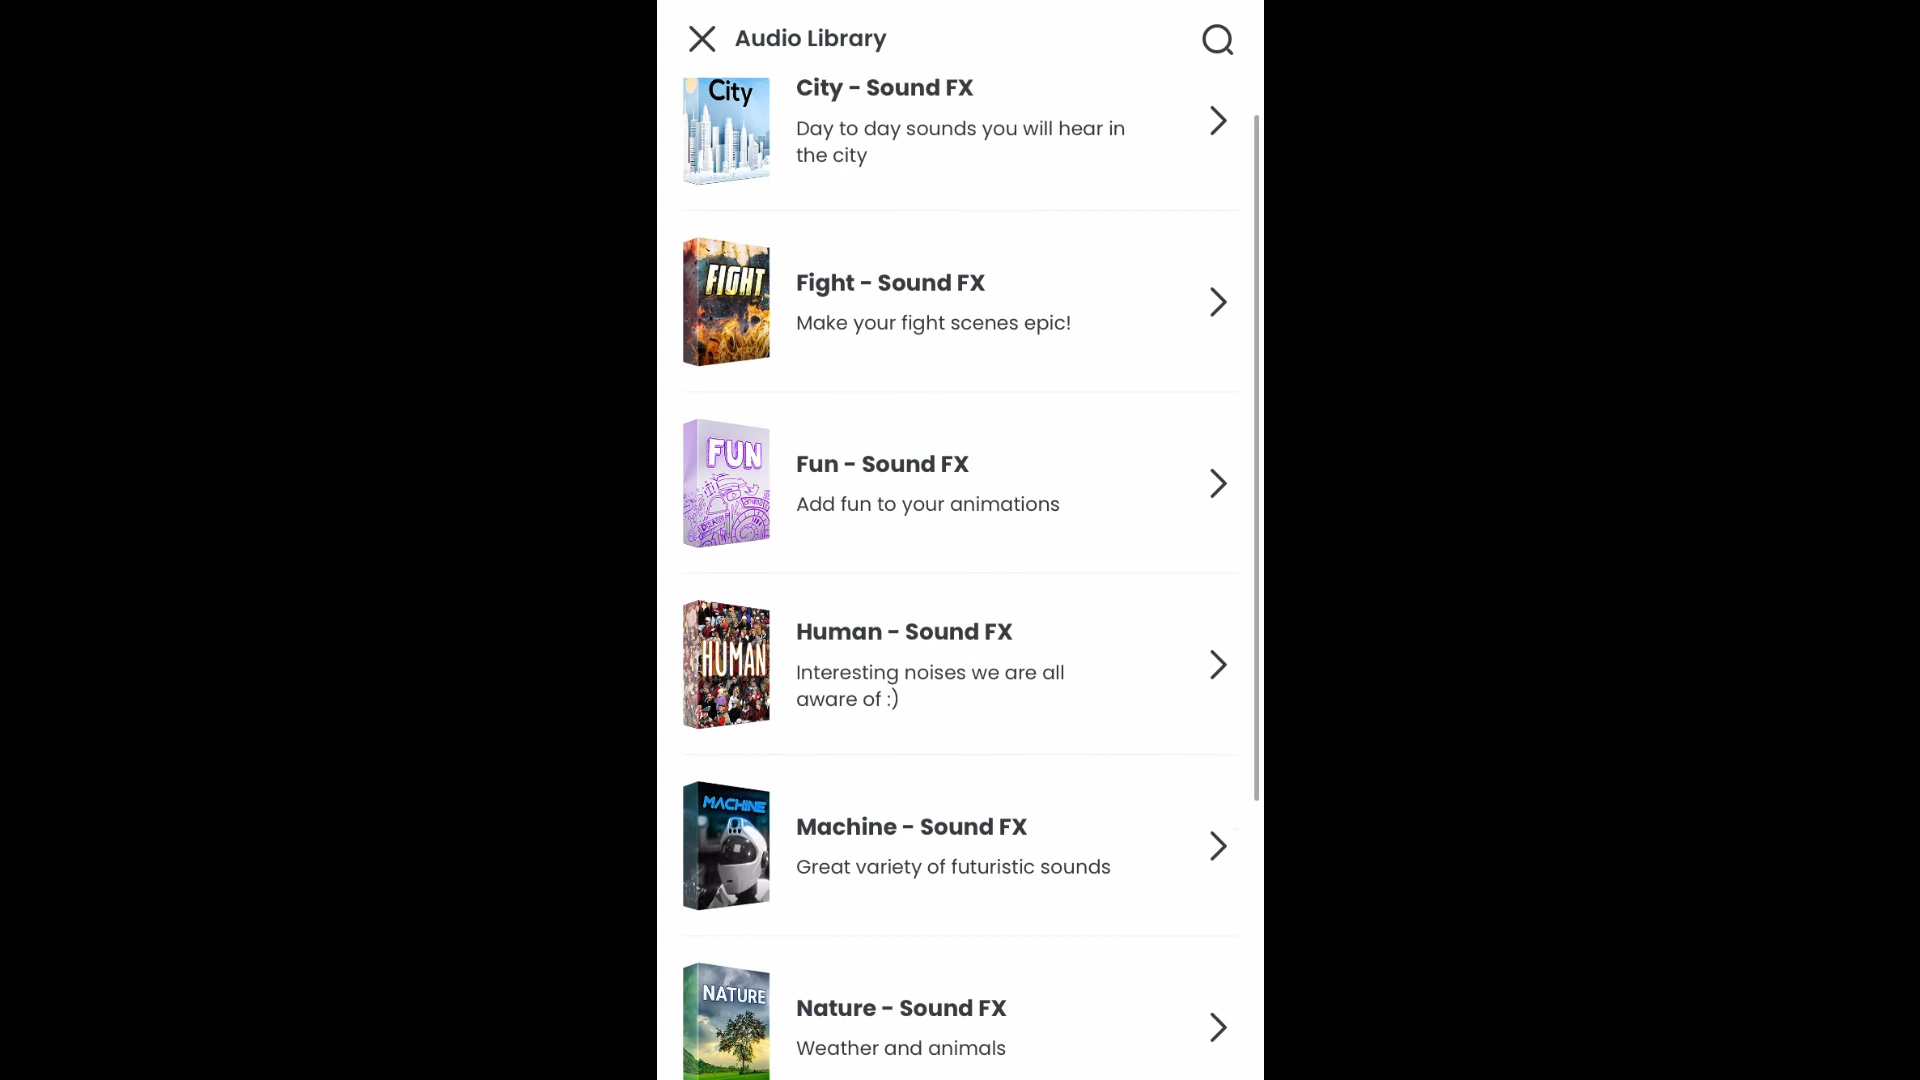 Audio Library
City
City - Sound FX
Day to day sounds you will hear in
the city
FIGHT
Fight - Sound FX
Make your fight scenes epic!
FUN
Fun - Sound FX
Add fun to your animations
HUMAN
Human - Sound FX
Interesting noises we are all
aware of :)
MACHINE
Machine - Sound FX
Great variety of futuristic sounds
NATURE
Nature - Sound FX
Weather and animals